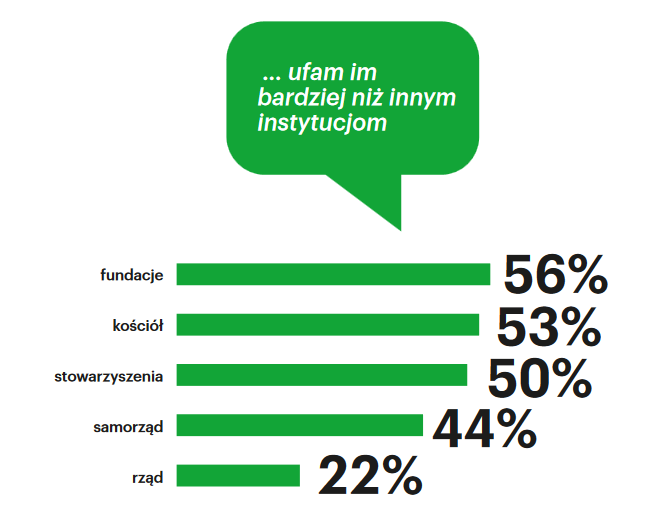 ... ufam im
bardziej niż innym
instytucjom
fundacje 56%
kościół 53%
stowarzyszenia 50%
samorząd 44%
rząd 22%